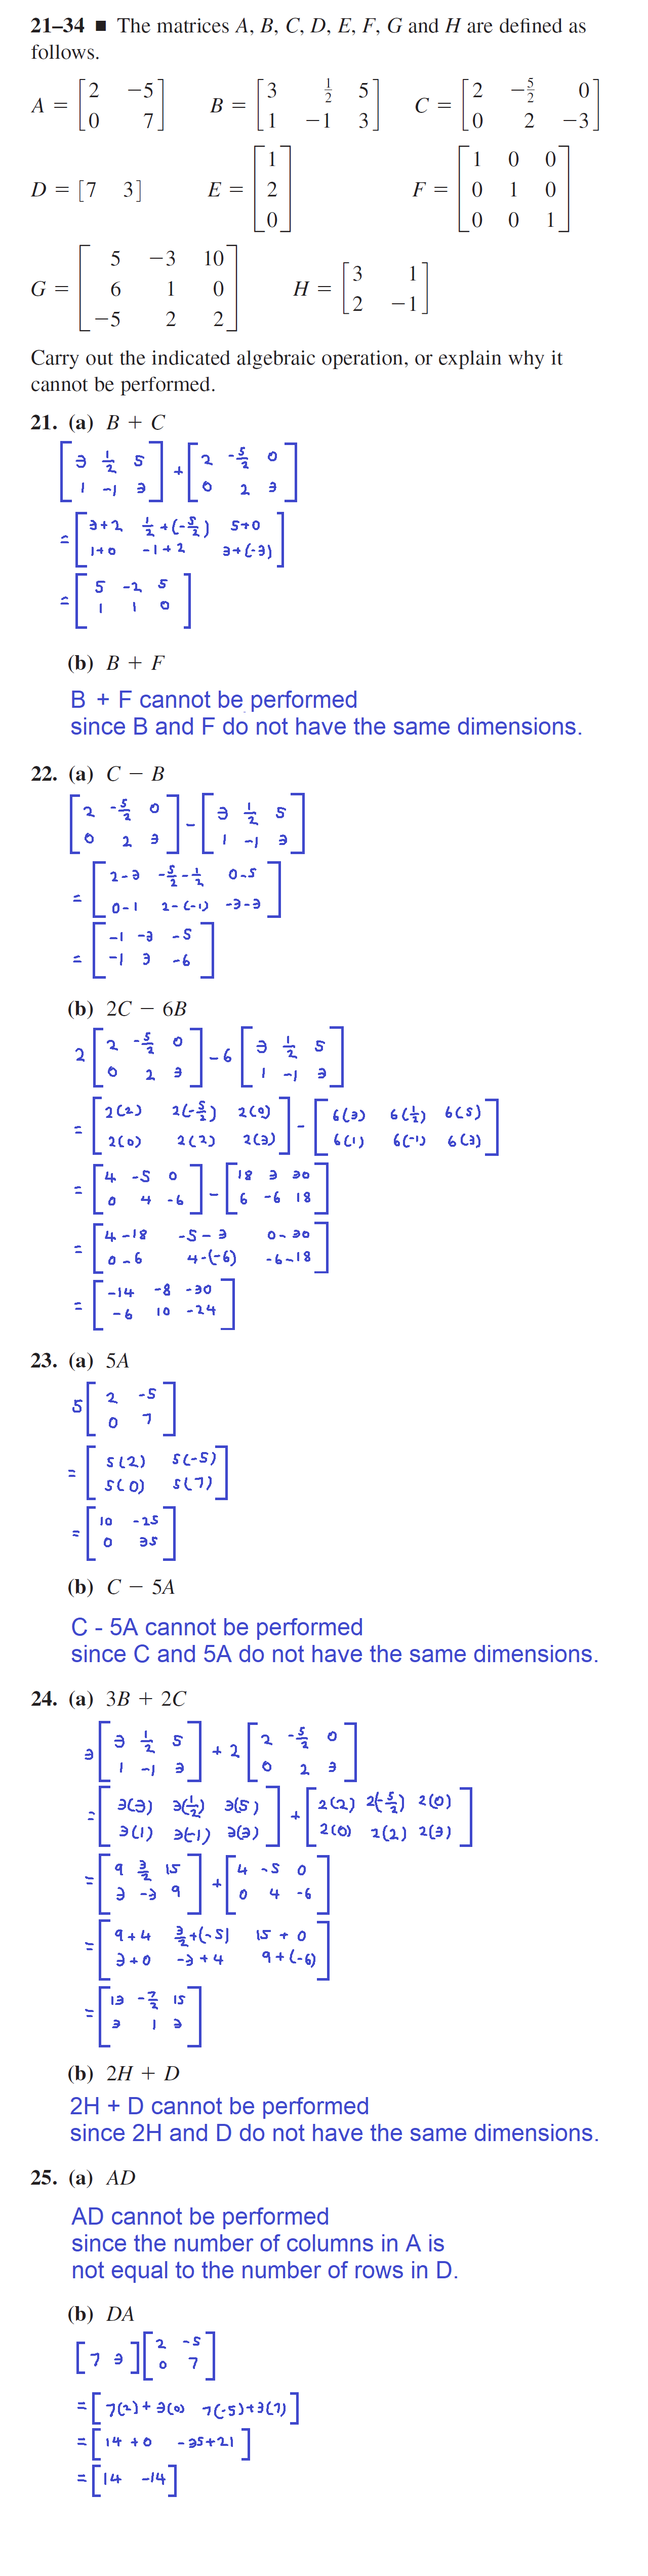 21–34 ■ The matrices A, B, C, D, E, F, G and H are defined as
follows.
A = [2 −5; 0 7] B = [3 1/2 5; 1 −1 3] C = [2 −5/2 0; 0 2 −3]
D = [7 3] E = [1; 2; 0] F = [1 0 0; 0 1 0; 0 0 1]
G = [5 −3 10; 6 1 0; −5 2 2] H = [3 1; 2 −1]
Carry out the indicated algebraic operation, or explain why it
cannot be performed.
21. (a) B + C
[3 1/2 5; 1 -1 3] + [2 -5/2 0; 0 2 3]
= [3+2 1/2+(-5/2) 5+0; 1+0 -1+2 3+(-3)]
= [5 -2 5; 1 1 0]
(b) B + F
B + F cannot be performed
since B and F do not have the same dimensions.
22. (a) C − B
[2 -5/2 0; 0 2 3] - [3 1/2 5; 1 -1 3]
= [2-3 -5/2-1/2 0-5; 0-1 2-(-1) -3-3]
= [-1 -3 -5; -1 3 -6]
(b) 2C − 6B
2[2 -5/2 0; 0 2 3] - 6[3 1/2 5; 1 -1 3]
= [2(2) 2(-5/2) 2(0); 2(0) 2(2) 2(3)] - [6(3) 6(1/2) 6(5); 6(1) 6(-1) 6(3)]
= [4 -5 0; 0 4 -6] - [18 3 30; 6 -6 18]
= [4-18 -5-3 0-30; 0-6 4-(-6) -6-18]
= [-14 -8 -30; -6 10 -24]
23. (a) 5A
5[2 -5; 0 7]
= [5(2) 5(-5); 5(0) 5(7)]
= [10 -25; 0 35]
(b) C − 5A
C - 5A cannot be performed
since C and 5A do not have the same dimensions.
24. (a) 3B + 2C
3[3 1/2 5; 1 -1 3] + 2[2 -5/2 0; 0 2 3]
= [3(3) 3(1/2) 3(5); 3(1) 3(-1) 3(3)] + [2(2) 2(-5/2) 2(0); 2(0) 2(2) 2(3)]
= [9 3/2 15; 3 -3 9] + [4 -5 0; 0 4 -6]
= [9+4 3/2+(-5) 15+0; 3+0 -3+4 9+(-6)]
= [13 -7/2 15; 3 1 3]
(b) 2H + D
2H + D cannot be performed
since 2H and D do not have the same dimensions.
25. (a) AD
AD cannot be performed
since the number of columns in A is
not equal to the number of rows in D.
(b) DA
[7 3][2 -5; 0 7]
= [7(2)+3(0) 7(-5)+3(7)]
= [14+0 -35+21]
= [14 -14]